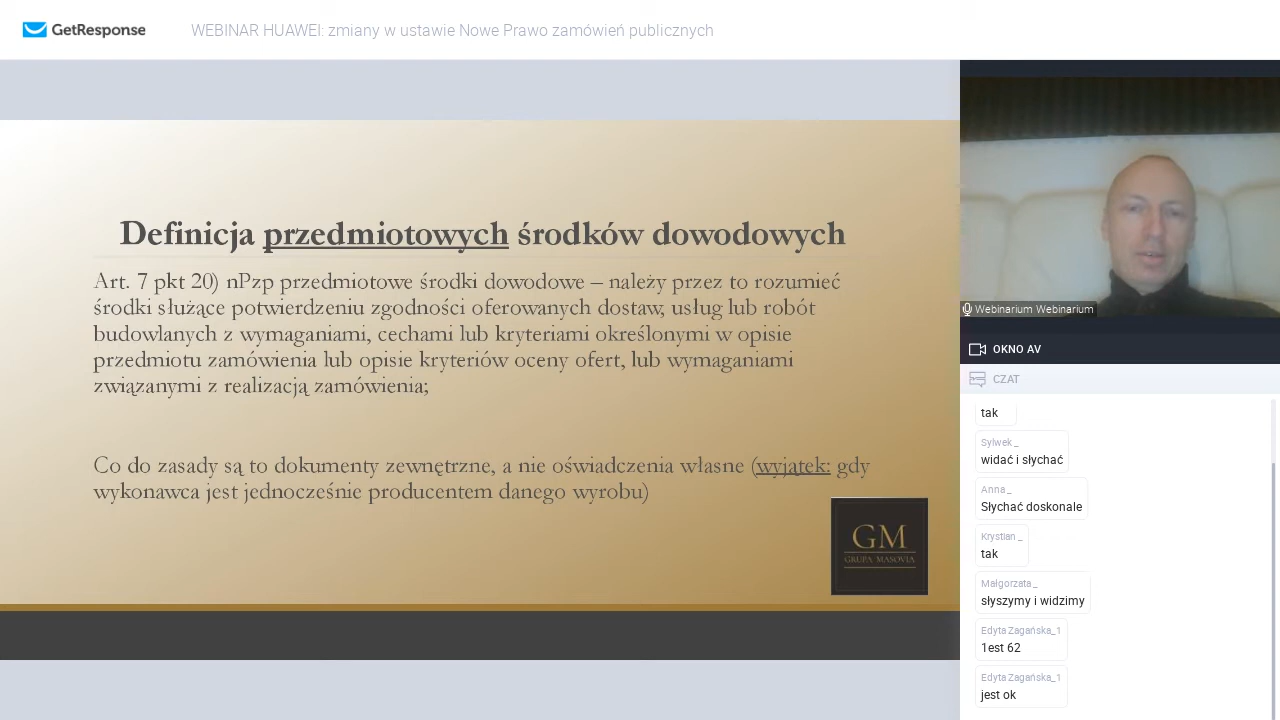 GetResponse
WEBINAR HUAWEI: zmiany w ustawie Nowe Prawo zamówień publicznych
Definicja przedmiotowych środków dowodowych
Art. 7 pkt 20) nPzp przedmiotowe środki dowodowe – należy przez to rozumieć
środki służące potwierdzeniu zgodności oferowanych dostaw, usług lub robót
budowlanych z wymaganiami, cechami lub kryteriami określonymi w opisie
przedmiotu zamówienia lub opisie kryteriów oceny ofert, lub wymaganiami
związanymi z realizacją zamówienia;
Co do zasady są to dokumenty zewnętrzne, a nie oświadczenia własne (wyjątek: gdy
wykonawca jest jednocześnie producentem danego wyrobu)
GM
GRUPA MASOVIA
Webinarium Webinarium
OKNO AV
CZAT
tak
Sylwek _
widać i słychać
Anna _
Słychać doskonale
Krystian _
tak
Małgorzata _
słyszymy i widzimy
Edyta Zagańska_1
1est 62
Edyta Zagańska_1
jest ok